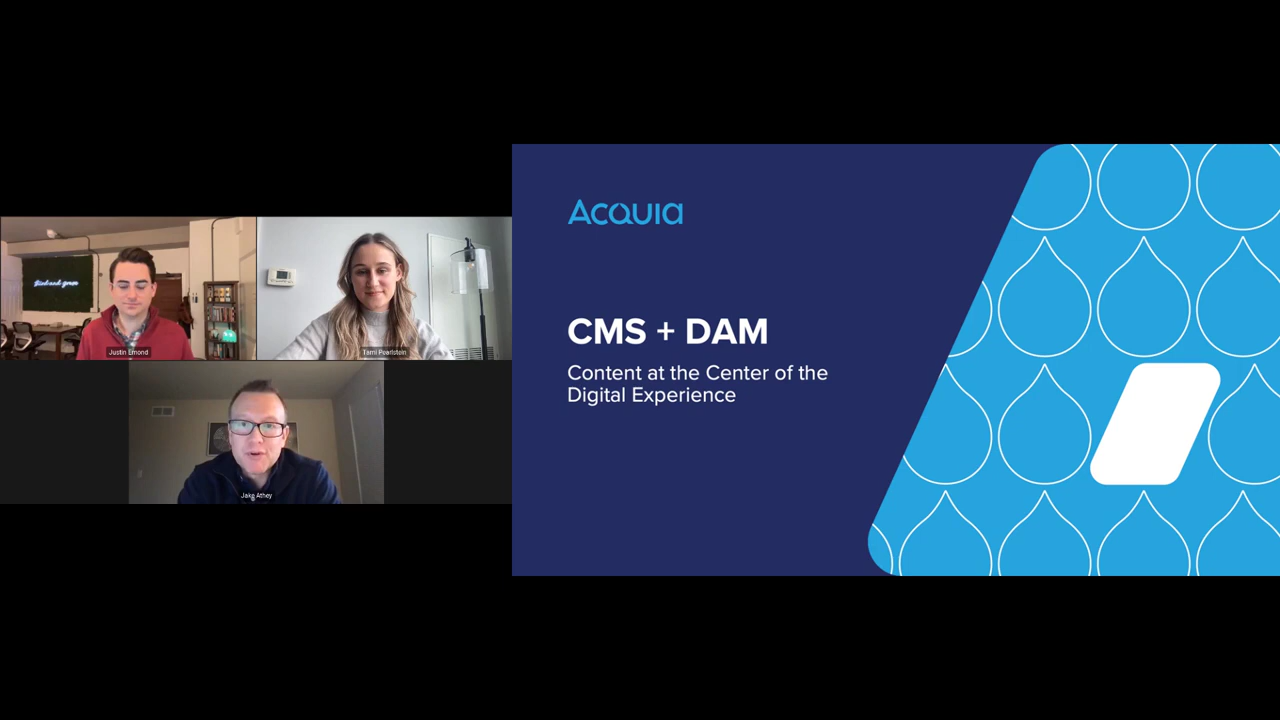 Justin Emond
Tami Pearlstein
Jake Athey
Acquia
CMS + DAM
Content at the Center of the
Digital Experience